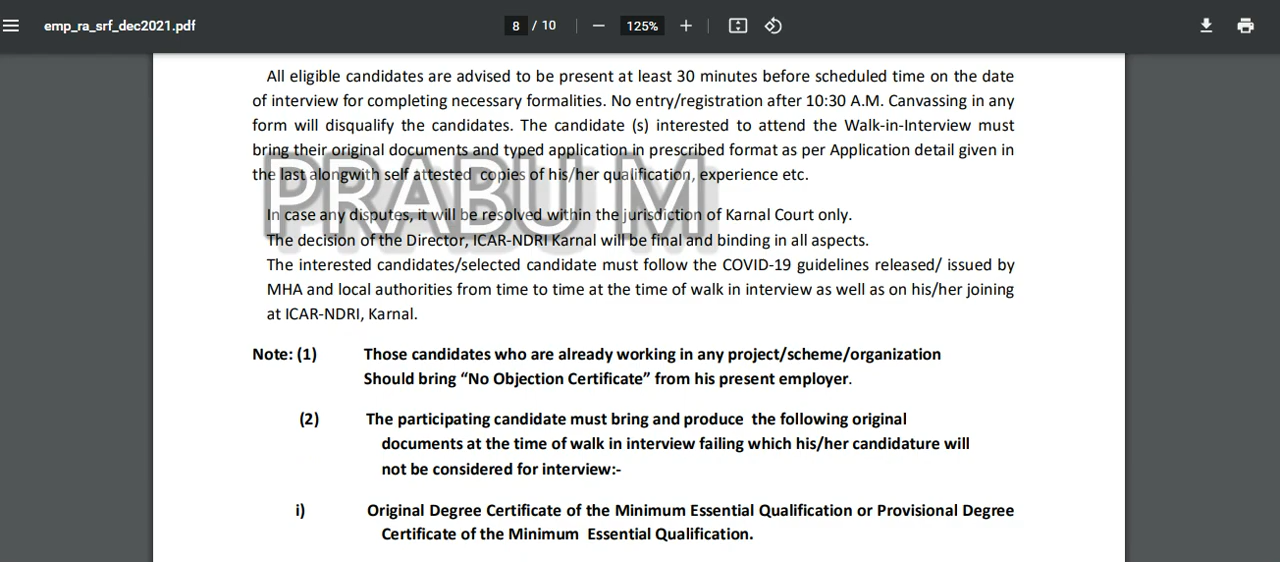 emp_ra_srf_dec2021.pdf
8 / 10
125%
All eligible candidates are advised to be present at least 30 minutes before scheduled time on the date
of interview for completing necessary formalities. No entry/registration after 10:30 A.M. Canvassing in any
form will disqualify the candidates. The candidate (s) interested to attend the Walk-in-Interview must
bring their original documents and typed application in prescribed format as per Application detail given in
the last alongwith self attested copies of his/her qualification, experience etc.
PRABU M
In case any disputes, it will be resolved within the jurisdiction of Karnal Court only.
The decision of the Director, ICAR-NDRI Karnal will be final and binding in all aspects.
The interested candidates/selected candidate must follow the COVID-19 guidelines released/ issued by
MHA and local authorities from time to time at the time of walk in interview as well as on his/her joining
at ICAR-NDRI, Karnal.
Note: (1) Those candidates who are already working in any project/scheme/organization
Should bring “No Objection Certificate” from his present employer.
(2) The participating candidate must bring and produce the following original
documents at the time of walk in interview failing which his/her candidature will
not be considered for interview:-
i) Original Degree Certificate of the Minimum Essential Qualification or Provisional Degree
Certificate of the Minimum Essential Qualification.